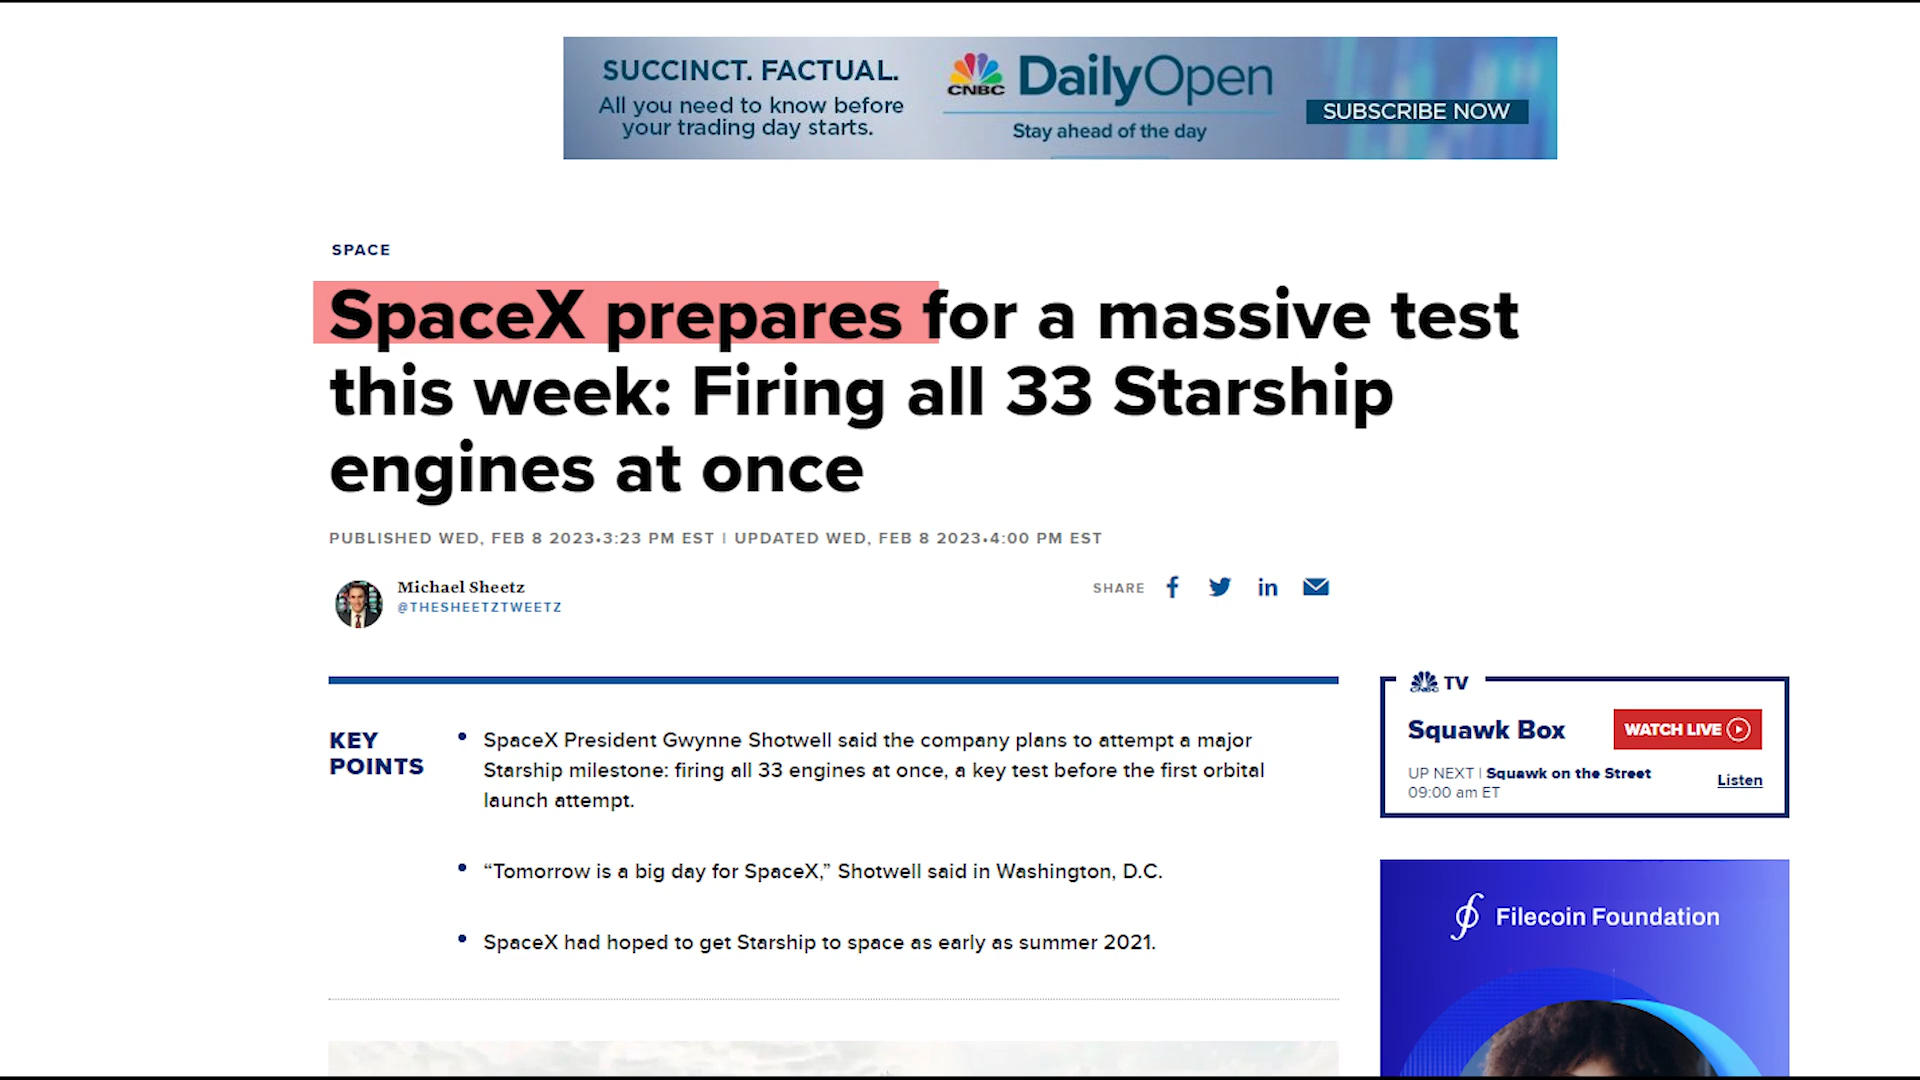 SUCCINCT. FACTUAL.
All you need to know before
your trading day starts.
CNBC
DailyOpen
Stay ahead of the day
SUBSCRIBE NOW
SPACE
SpaceX prepares for a massive test
this week: Firing all 33 Starship
engines at once
PUBLISHED WED, FEB 8 2023•3:23 PM EST | UPDATED WED, FEB 8 2023•4:00 PM EST
Michael Sheetz
@THESHEETZTWEETZ
SHARE
KEY
POINTS
• SpaceX President Gwynne Shotwell said the company plans to attempt a major
Starship milestone: firing all 33 engines at once, a key test before the first orbital
launch attempt.
• “Tomorrow is a big day for SpaceX,” Shotwell said in Washington, D.C.
• SpaceX had hoped to get Starship to space as early as summer 2021.
CNBC TV
Squawk Box
WATCH LIVE
UP NEXT | Squawk on the Street
09:00 am ET
Listen
Filecoin Foundation